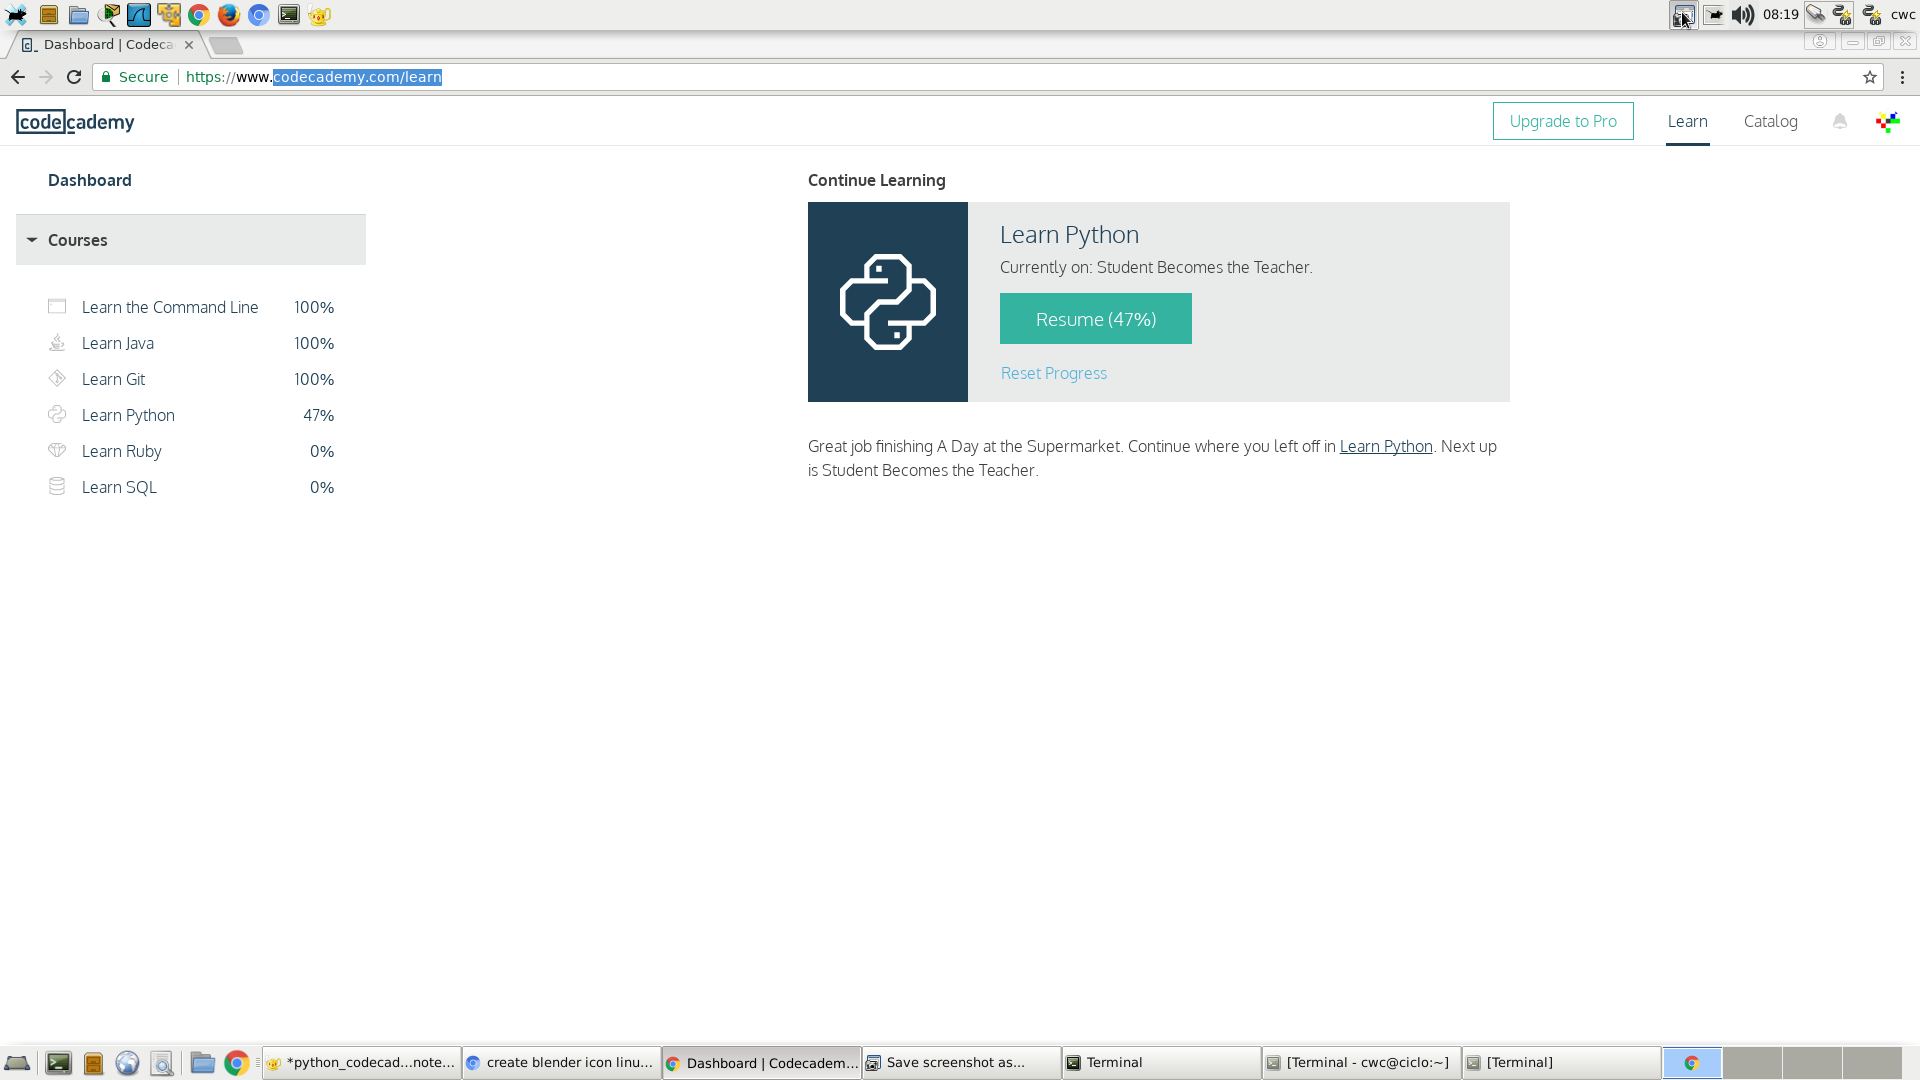 08:19
cwc
Dashboard | Codeca
Secure
https://www.codecademy.com/learn
codecademy
Upgrade to Pro
Learn
Catalog
Dashboard
Continue Learning
Courses
Learn Python
Currently on: Student Becomes the Teacher.
Resume (47%)
Reset Progress
Learn the Command Line 100%
Learn Java 100%
Learn Git 100%
Learn Python 47%
Learn Ruby 0%
Learn SQL 0%
Great job finishing A Day at the Supermarket. Continue where you left off in Learn Python. Next up
is Student Becomes the Teacher.
*python_codecad...note...
create blender icon linu...
Dashboard | Codecadem...
Save screenshot as...
Terminal
[Terminal - cwc@ciclo:~]
[Terminal]